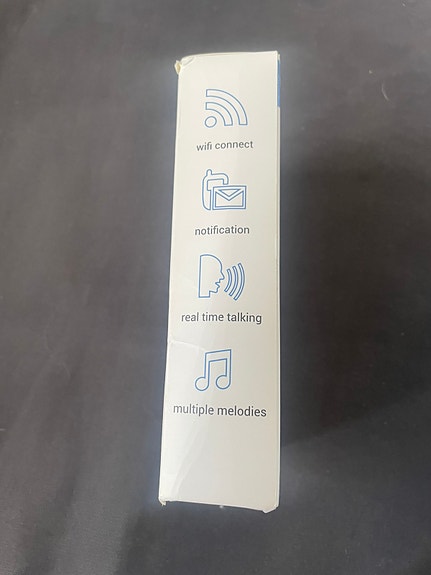 wifi connect
notification
real time talking
multiple melodies